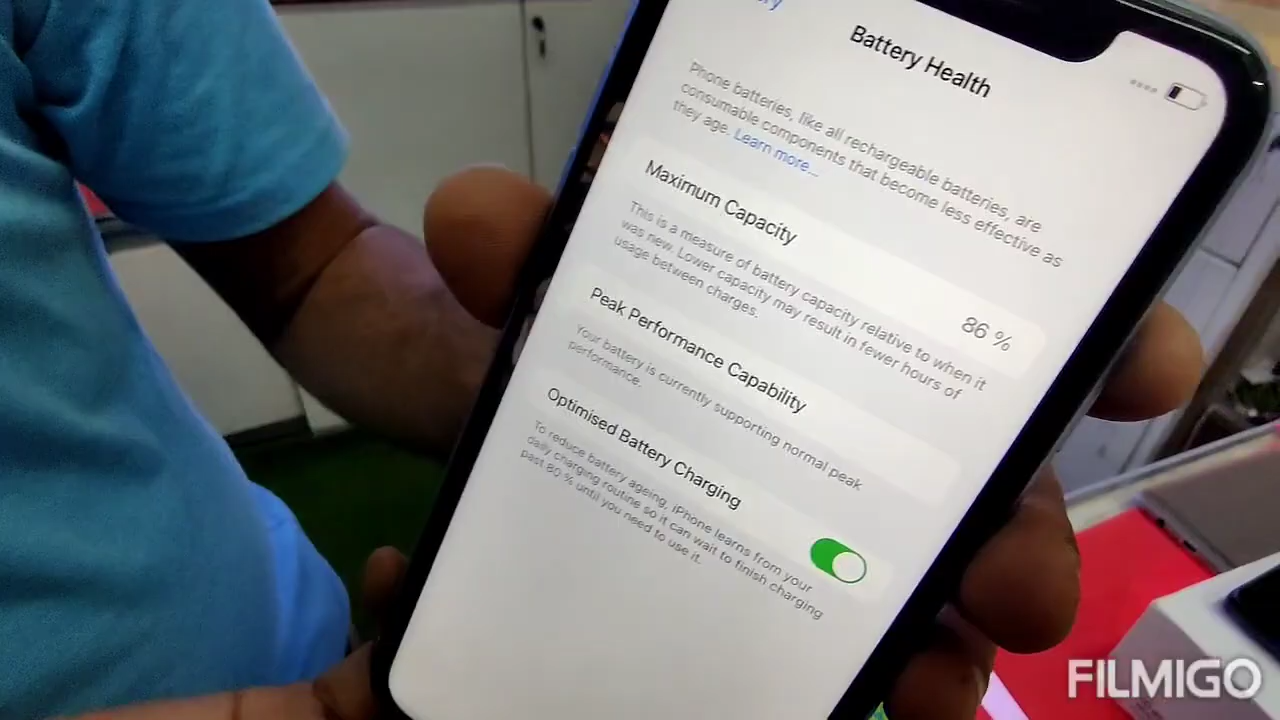 Battery Health
Phone batteries, like all rechargeable batteries, are
consumable components that become less effective as
they age. Learn more...
Maximum Capacity
86 %
This is a measure of battery capacity relative to when it
was new. Lower capacity may result in fewer hours of
usage between charges.
Peak Performance Capability
Your battery is currently supporting normal peak
performance.
Optimised Battery Charging
To reduce battery ageing, iPhone learns from your
daily charging routine so it can wait to finish charging
past 80 % until you need to use it.
FILMIGO